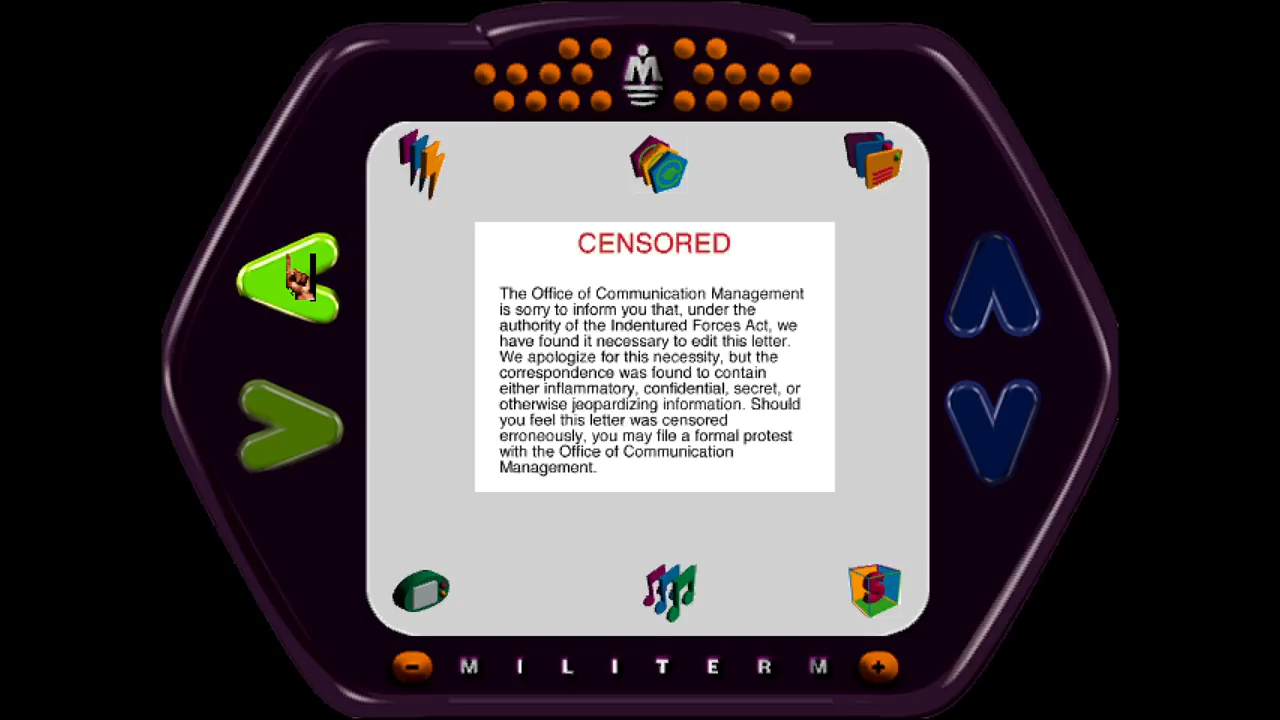 M
CENSORED
The Office of Communication Management
is sorry to inform you that, under the
authority of the Indentured Forces Act, we
have found it necessary to edit this letter.
We apologize for this necessity, but the
correspondence was found to contain
either inflammatory, confidential, secret, or
otherwise jeopardizing information. Should
you feel this letter was censored
erroneously, you may file a formal protest
with the Office of Communication
Management.
S
- M I L I T E R M +